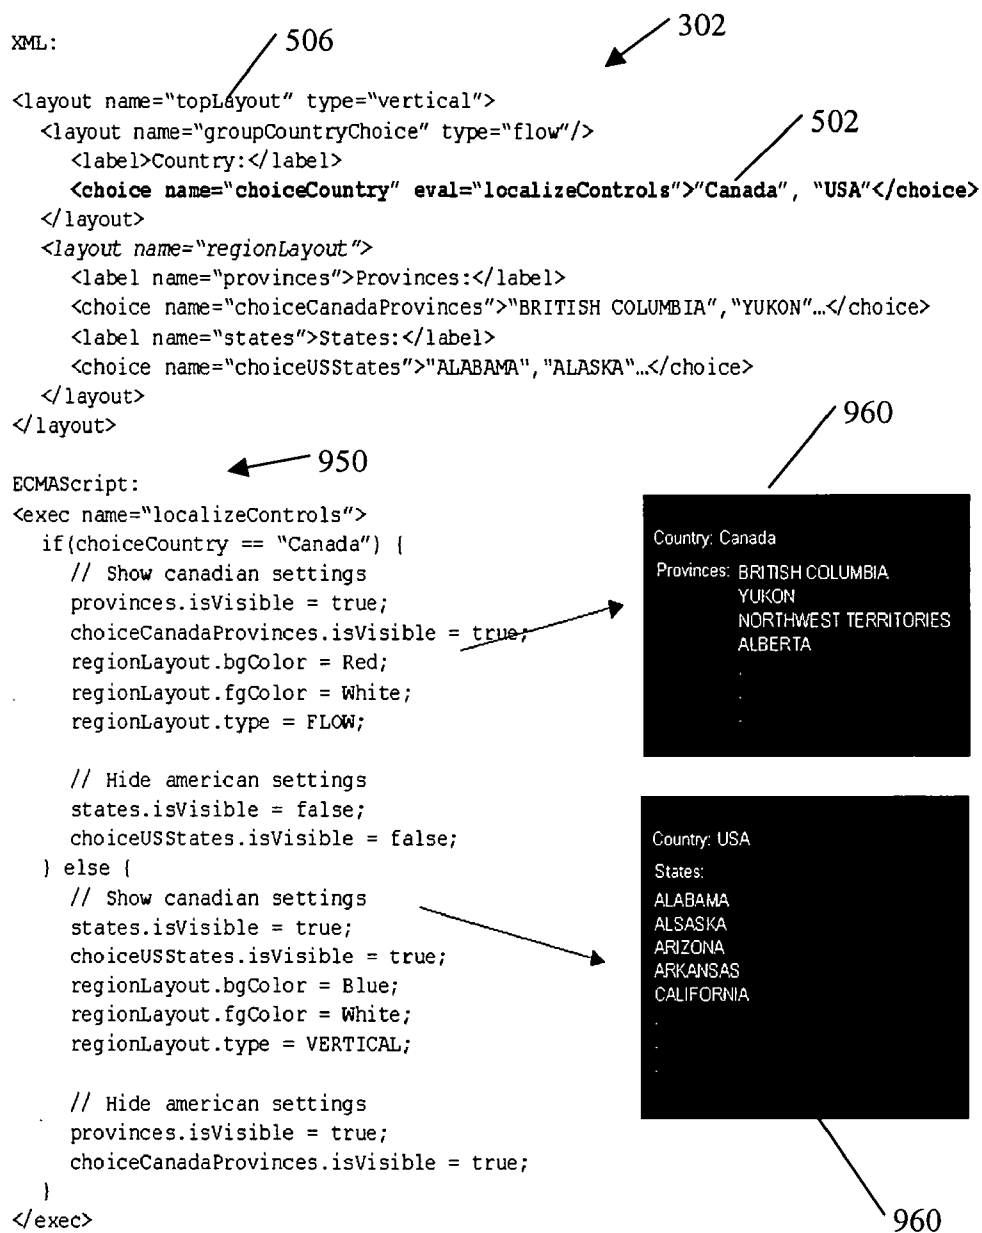 302
506
XML:
<layout name="topLayout" type="vertical">
<layout name="groupCountryChoice" type="flow"/>
502
<label>Country:</label>
<choice name="choiceCountry" eval="localizeControls">"Canada", "USA"</choice>
</layout>
<layout name="regionLayout">
<label name="provinces">Provinces:</label>
<choice name="choiceCanadaProvinces">"BRITISH COLUMBIA","YUKON"…</choice>
<label name="states">States:</label>
<choice name="choiceUSStates">"ALABAMA","ALASKA"…</choice>
</layout>
</layout>
960
950
ECMAScript:
<exec name="localizeControls">
if(choiceCountry == "Canada") {
// Show canadian settings
provinces.isVisible = true;
choiceCanadaProvinces.isVisible = true;
regionLayout.bgColor = Red;
regionLayout.fgColor = White;
regionLayout.type = FLOW;
// Hide american settings
states.isVisible = false;
choiceUSStates.isVisible = false;
} else {
// Show canadian settings
states.isVisible = true;
choiceUSStates.isVisible = true;
regionLayout.bgColor = Blue;
regionLayout.fgColor = White;
regionLayout.type = VERTICAL;
// Hide american settings
provinces.isVisible = true;
choiceCanadaProvinces.isVisible = true;
}
</exec>
Country: Canada
Provinces: BRITISH COLUMBIA
YUKON
NORTHWEST TERRITORIES
ALBERTA
.
.
.
Country: USA
States:
ALABAMA
ALSASKA
ARIZONA
ARKANSAS
CALIFORNIA
.
.
.
960